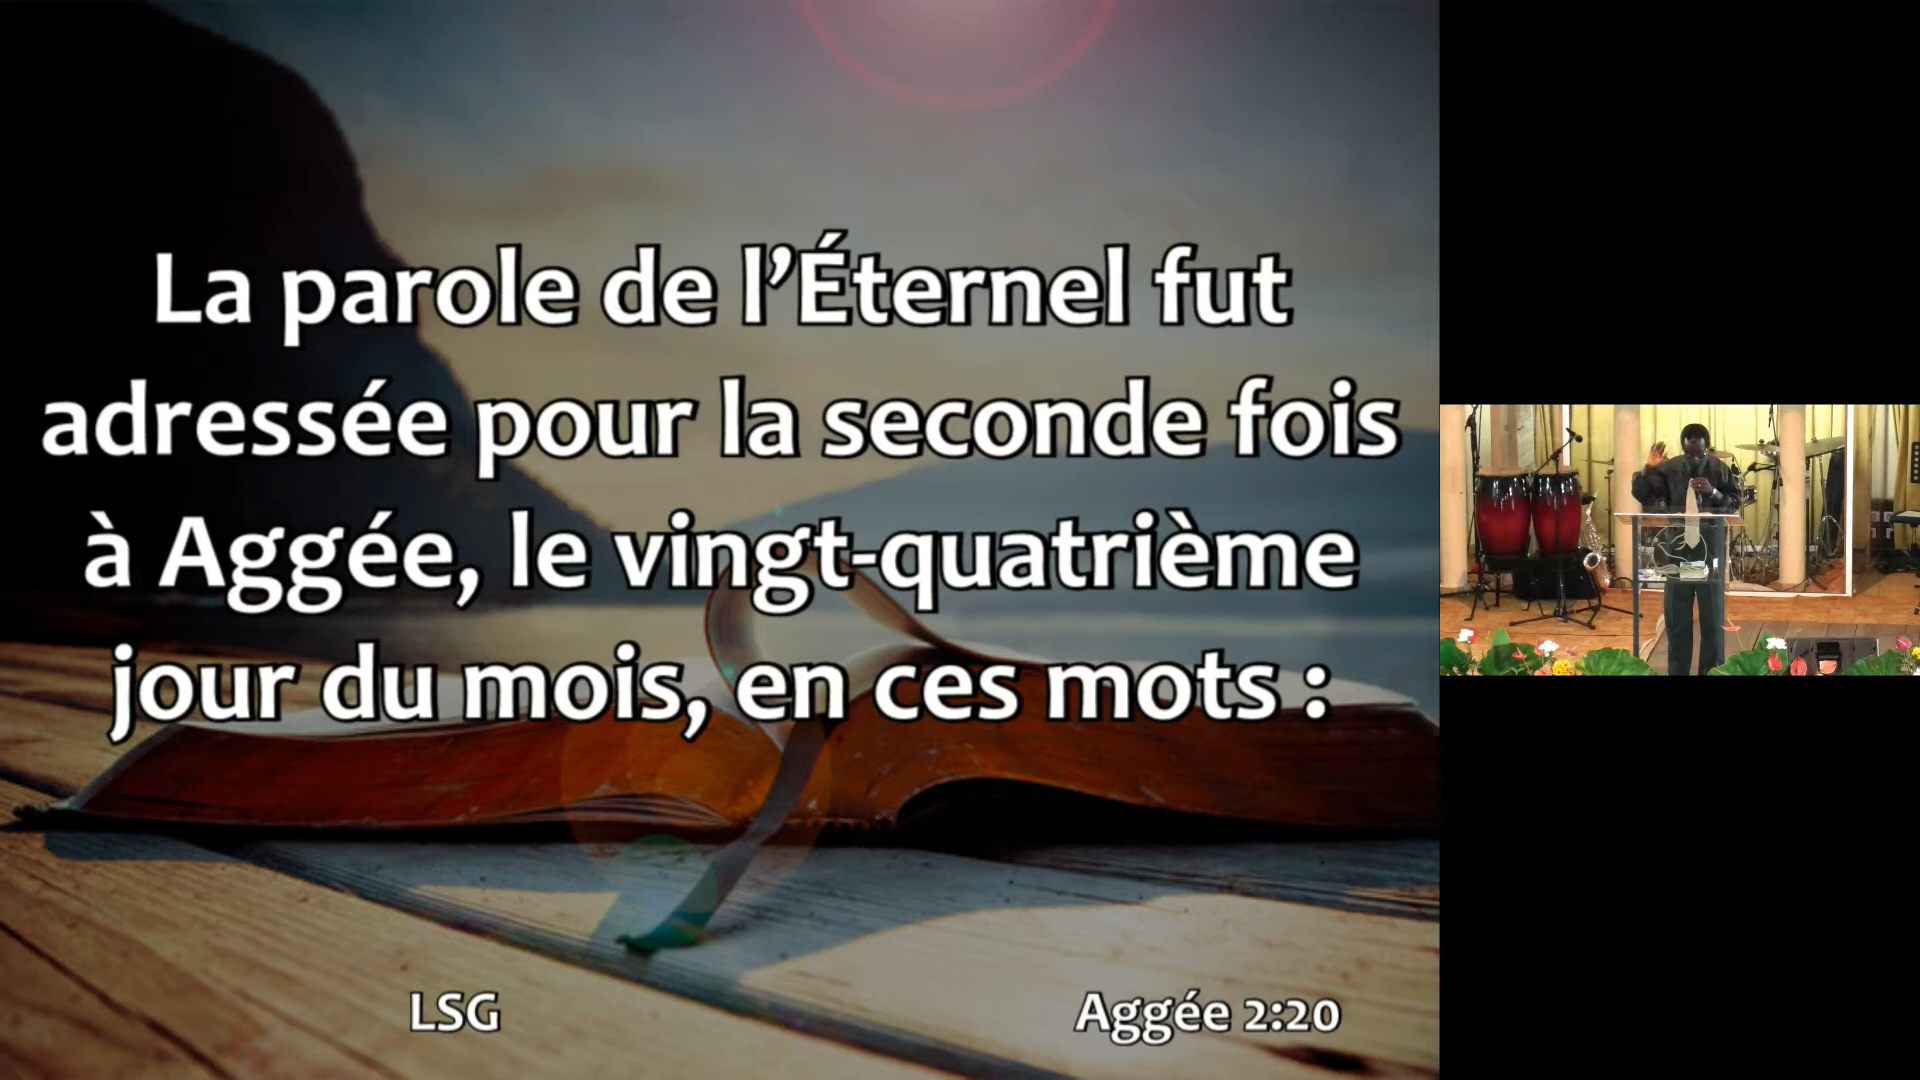 La parole de l’Éternel fut
adressée pour la seconde fois
à Aggée, le vingt-quatrième
jour du mois, en ces mots :
LSG
Aggée 2:20